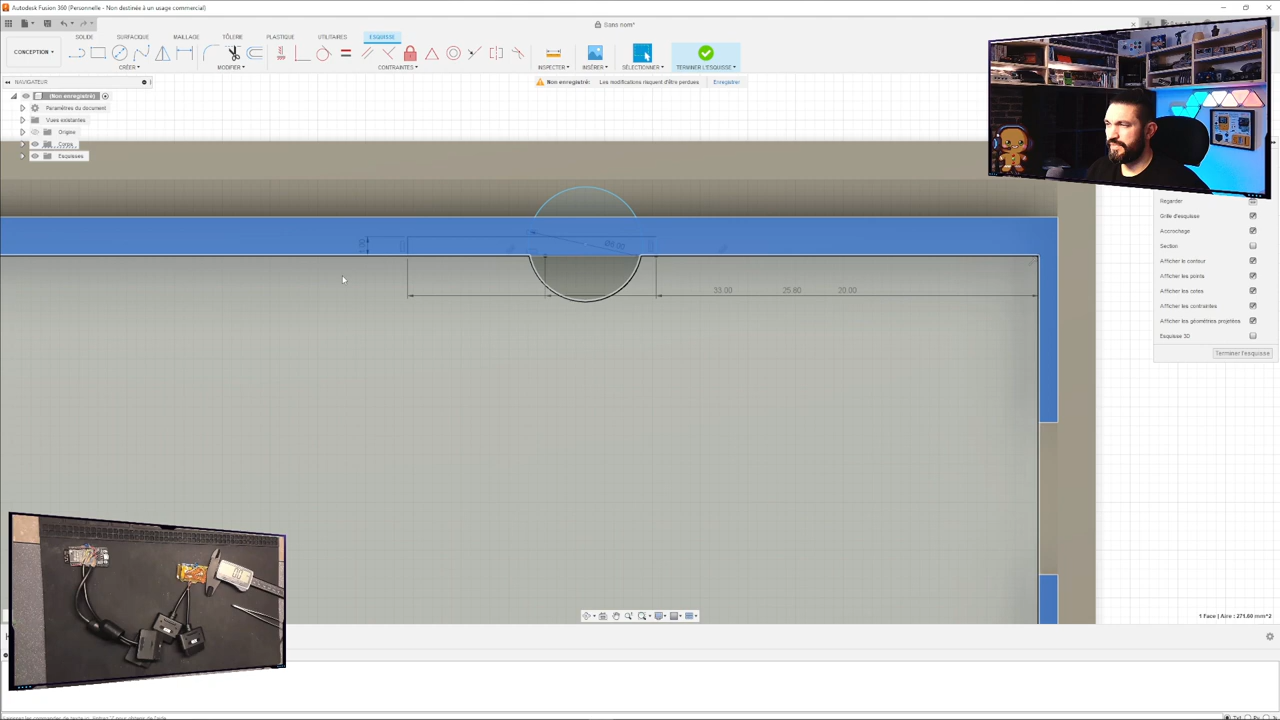 Autodesk Fusion 360 (Personnelle - Non destinée à un usage commercial)
Sans nom*
SOLIDE SURFACIQUE MAILLAGE TÔLERIE PLASTIQUE UTILITAIRES ESQUISSE
CONCEPTION
CRÉER MODIFIER CONTRAINTES INSPECTER INSÉRER SÉLECTIONNER TERMINER L'ESQUISSE
NAVIGATEUR
Non enregistré: Les modifications risquent d'être perdues Enregistrer
(Non enregistré)
Paramètres du document
Vues existantes
Origine
Corps
Esquisses
Regarder
Grille d'esquisse
Accrochage
Section
Afficher le contour
Afficher les points
Afficher les cotes
Afficher les contraintes
Afficher les géométries projetées
Esquisse 3D
Terminer l'esquisse
33.00 25.80 20.00
1 Face | Aire : 271.60 mm^2